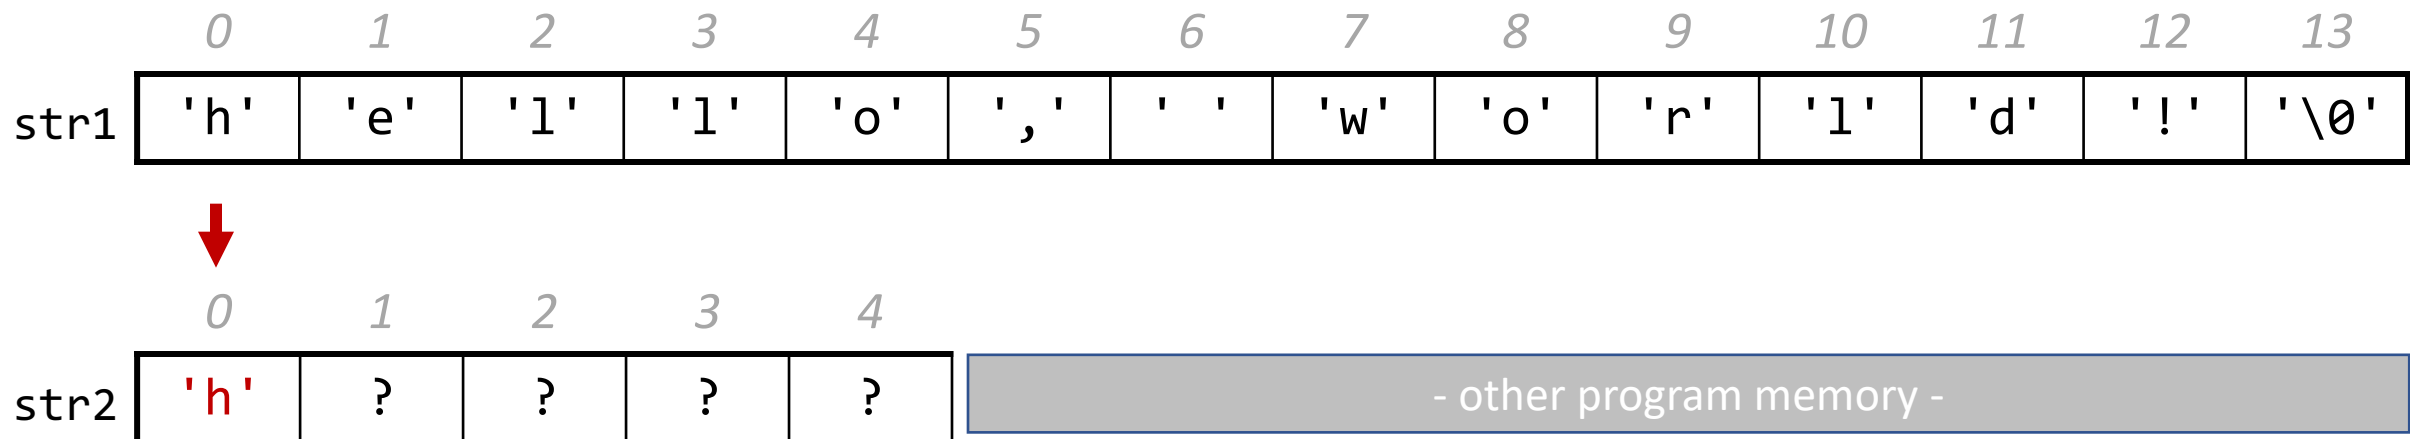 0 1 2 3 4 5 6 7 8 9 10 11 12 13
str1 'h' 'e' 'l' 'l' 'o' ',' ' ' 'w' 'o' 'r' 'l' 'd' '!' '\0'
0 1 2 3 4
str2 'h' ? ? ? ? - other program memory -